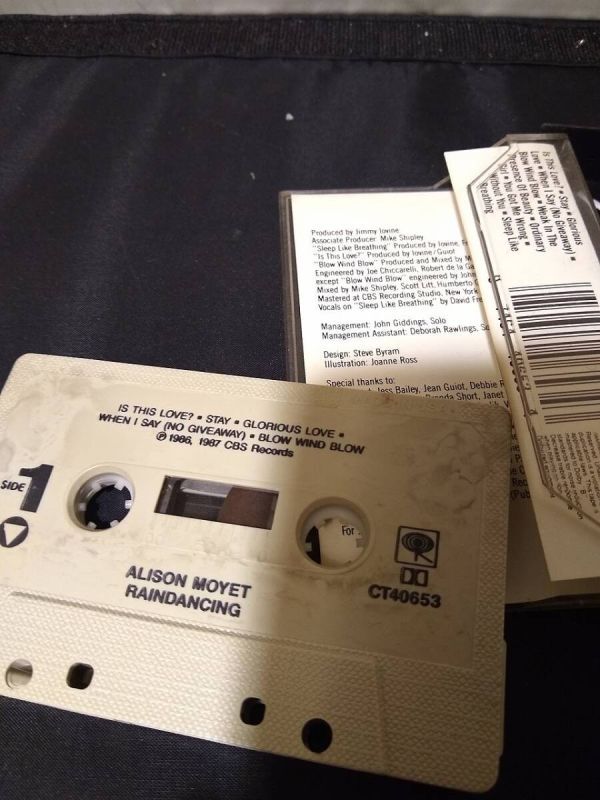 Is This Love? ▪ Stay ▪ Glorious
Love ▪ When I Say (No Giveaway) ▪
Blow Wind Blow ▪ Weak In The
Presence Of Beauty ▪ Ordinary
Girl ▪ You Got Me Wrong ▪
Without You ▪ Sleep Like
Breathing
Produced by Jimmy Iovine
Associate Producer: Mike Shipley
"Sleep Like Breathing" Produced by Iovine,
"Is This Love?" Produced by Iovine/Guiot
"Blow Wind Blow" Produced and Mixed by
Engineered by Joe Chiccarelli, Robert de la
except "Blow Wind Blow" engineered by John
Mixed by Mike Shipley, Scott Litt, Humberto
Mastered at CBS Recording Studio, New York
Vocals on "Sleep Like Breathing" by David
Management: John Giddings, Solo
Management Assistant: Deborah Rawlings,
Design: Steve Byram
Illustration: Joanne Ross
Special thanks to:
Jess Bailey, Jean Guiot, Debbie
Brenda Short, Janet
IS THIS LOVE? ▪ STAY ▪ GLORIOUS LOVE ▪
WHEN I SAY (NO GIVEAWAY) ▪ BLOW WIND BLOW
℗ 1986, 1987 CBS Records
SIDE 1
For
ALISON MOYET
RAINDANCING
CT40653